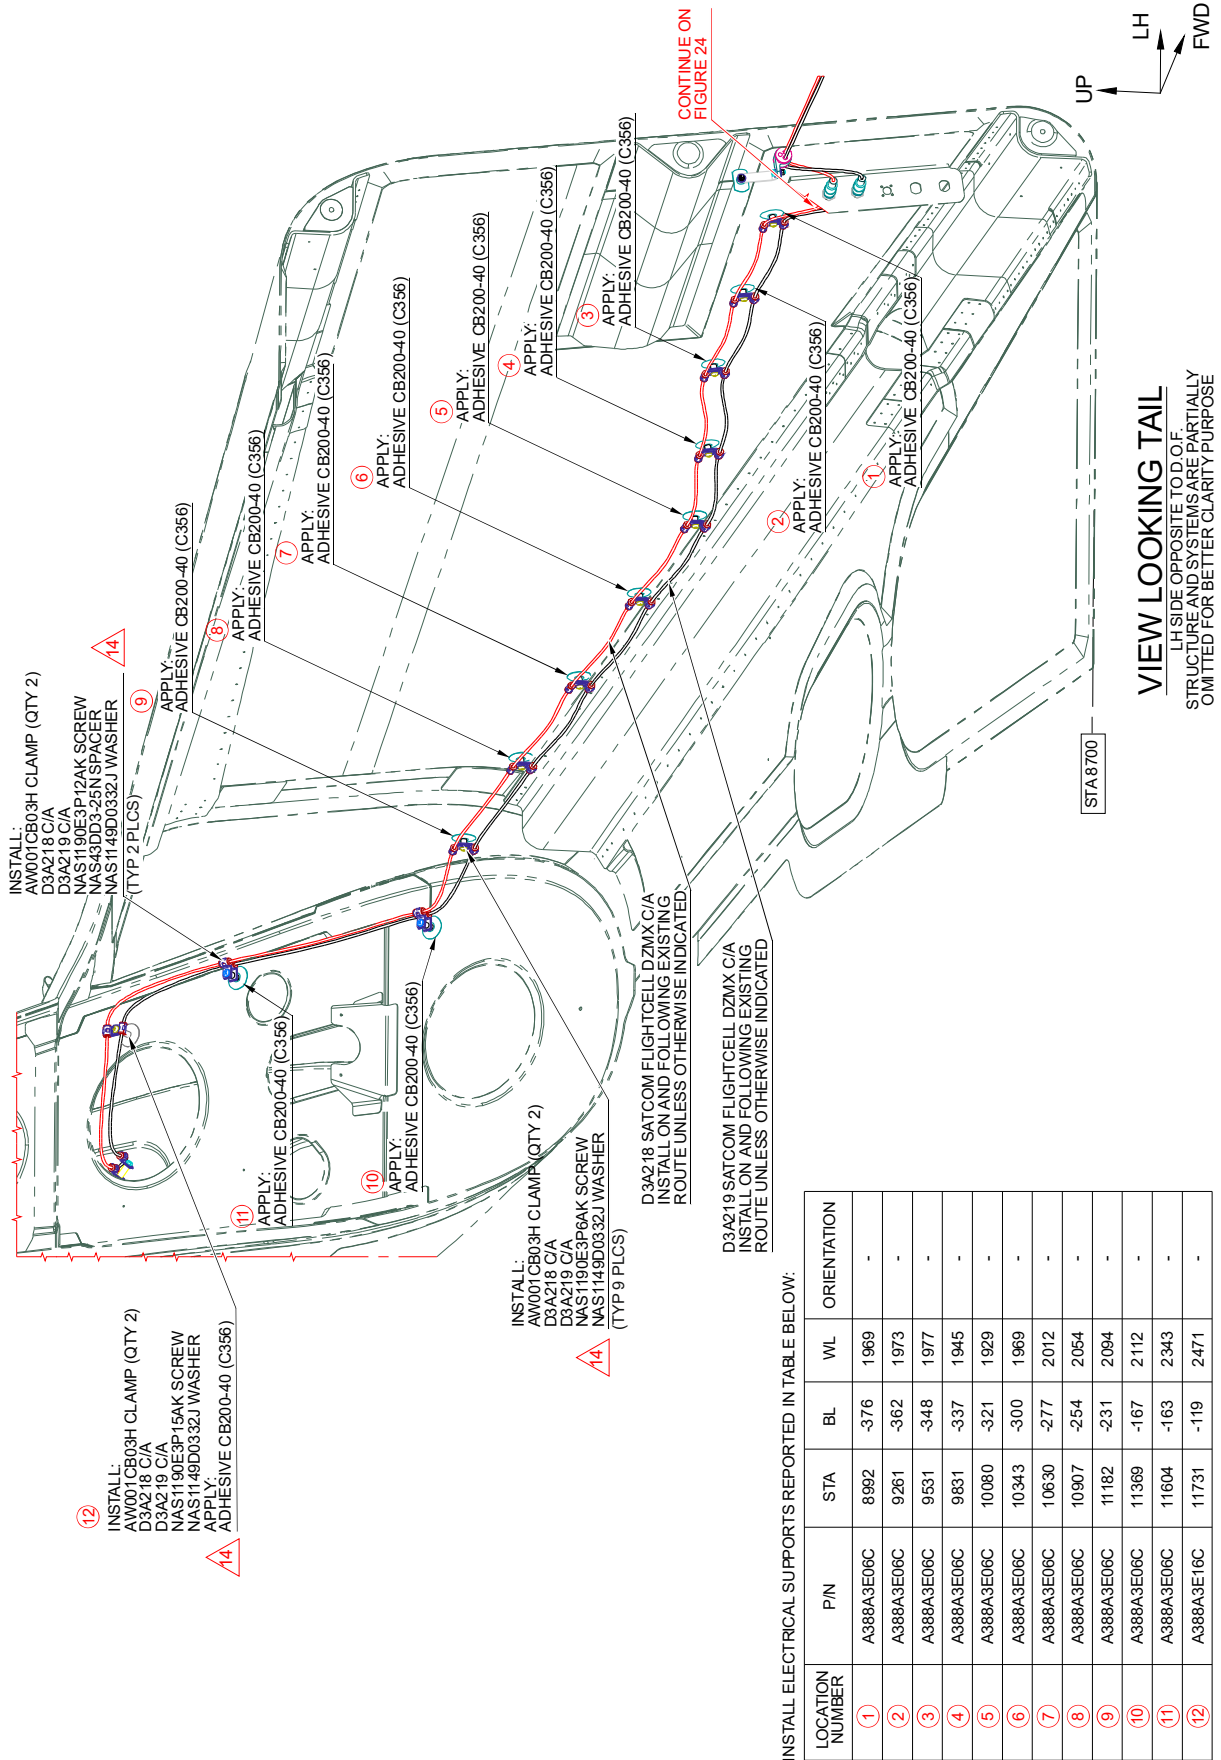 INSTALL:
AW001CB03H CLAMP (QTY 2)
D3A218 C/A
D3A219 C/A
NAS1190E3P12AK SCREW
NAS43DD3-25N SPACER
NAS1149D0332J WASHER
(TYP 2 PLCS)
14
9
APPLY:
ADHESIVE CB200-40 (C356)
8
APPLY:
ADHESIVE CB200-40 (C356)
7
APPLY:
ADHESIVE CB200-40 (C356)
6
APPLY:
ADHESIVE CB200-40 (C356)
5
APPLY:
ADHESIVE CB200-40 (C356)
4
APPLY:
ADHESIVE CB200-40 (C356)
3
APPLY:
ADHESIVE CB200-40 (C356)
CONTINUE ON
FIGURE 24
2
APPLY:
ADHESIVE CB200-40 (C356)
1
APPLY:
ADHESIVE CB200-40 (C356)
12
INSTALL:
AW001CB03H CLAMP (QTY 2)
D3A218 C/A
D3A219 C/A
NAS1190E3P15AK SCREW
NAS1149D0332J WASHER
APPLY:
ADHESIVE CB200-40 (C356)
14
11
APPLY:
ADHESIVE CB200-40 (C356)
10
APPLY:
ADHESIVE CB200-40 (C356)
INSTALL:
AW001CB03H CLAMP (QTY 2)
D3A218 C/A
D3A219 C/A
NAS1190E3P6AK SCREW
NAS1149D0332J WASHER
(TYP 9 PLCS)
14
D3A218 SATCOM FLIGHTCELL DZMX C/A
INSTALL ON AND FOLLOWING EXISTING
ROUTE UNLESS OTHERWISE INDICATED
D3A219 SATCOM FLIGHTCELL DZMX C/A
INSTALL ON AND FOLLOWING EXISTING
ROUTE UNLESS OTHERWISE INDICATED
STA 8700
UP
LH
FWD
VIEW LOOKING TAIL
LH SIDE OPPOSITE TO D.O.F.
STRUCTURE AND SYSTEMS ARE PARTIALLY
OMITTED FOR BETTER CLARITY PURPOSE
INSTALL ELECTRICAL SUPPORTS REPORTED IN TABLE BELOW:
LOCATION NUMBER P/N STA BL WL ORIENTATION
1 A388A3E06C 8992 -376 1969 -
2 A388A3E06C 9261 -362 1973 -
3 A388A3E06C 9531 -348 1977 -
4 A388A3E06C 9831 -337 1945 -
5 A388A3E06C 10080 -321 1929 -
6 A388A3E06C 10343 -300 1969 -
7 A388A3E06C 10630 -277 2012 -
8 A388A3E06C 10907 -254 2054 -
9 A388A3E06C 11182 -231 2094 -
10 A388A3E06C 11369 -167 2112 -
11 A388A3E06C 11604 -163 2343 -
12 A388A3E16C 11731 -119 2471 -